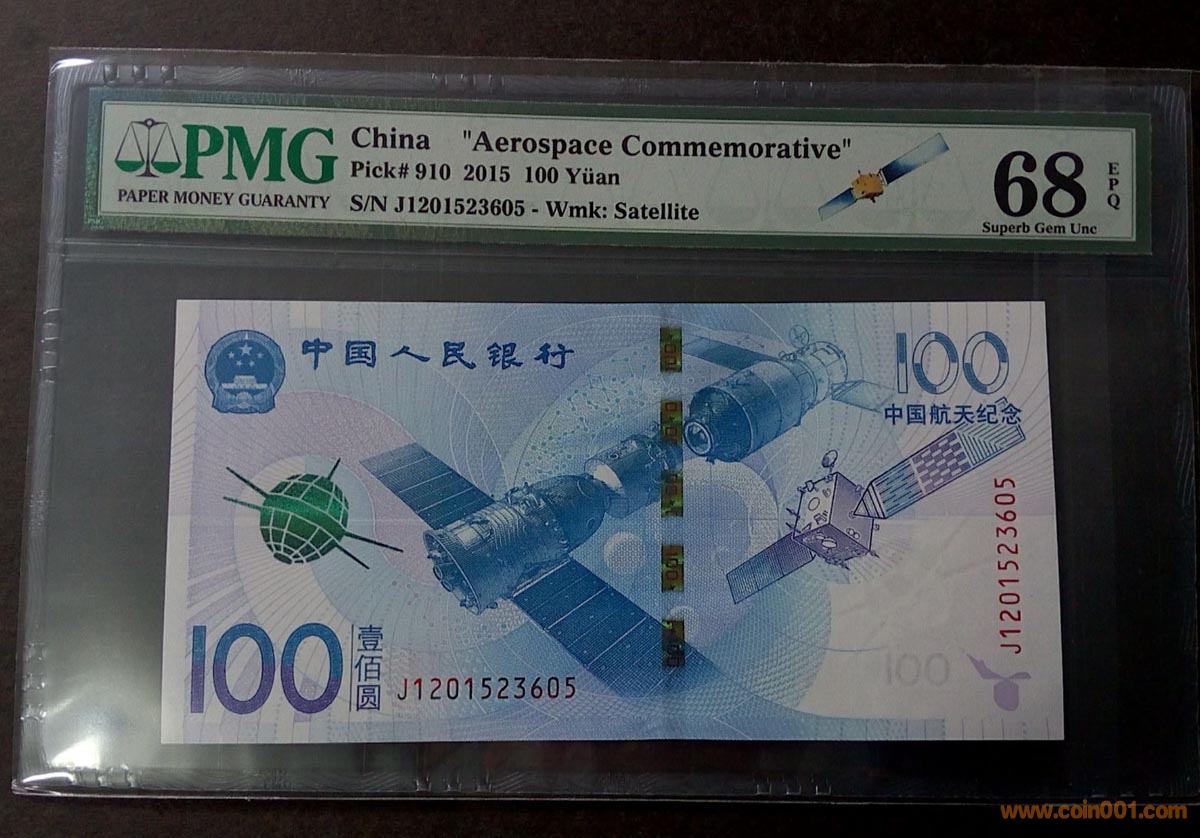 PMG
PAPER MONEY GUARANTY
China "Aerospace Commemorative"
Pick# 910 2015 100 Yüan
S/N J1201523605 - Wmk: Satellite
68
EPQ
Superb Gem Unc
中国人民银行
100
中国航天纪念
100
壹佰圆
J1201523605
J1201523605
100
www.coin001.com